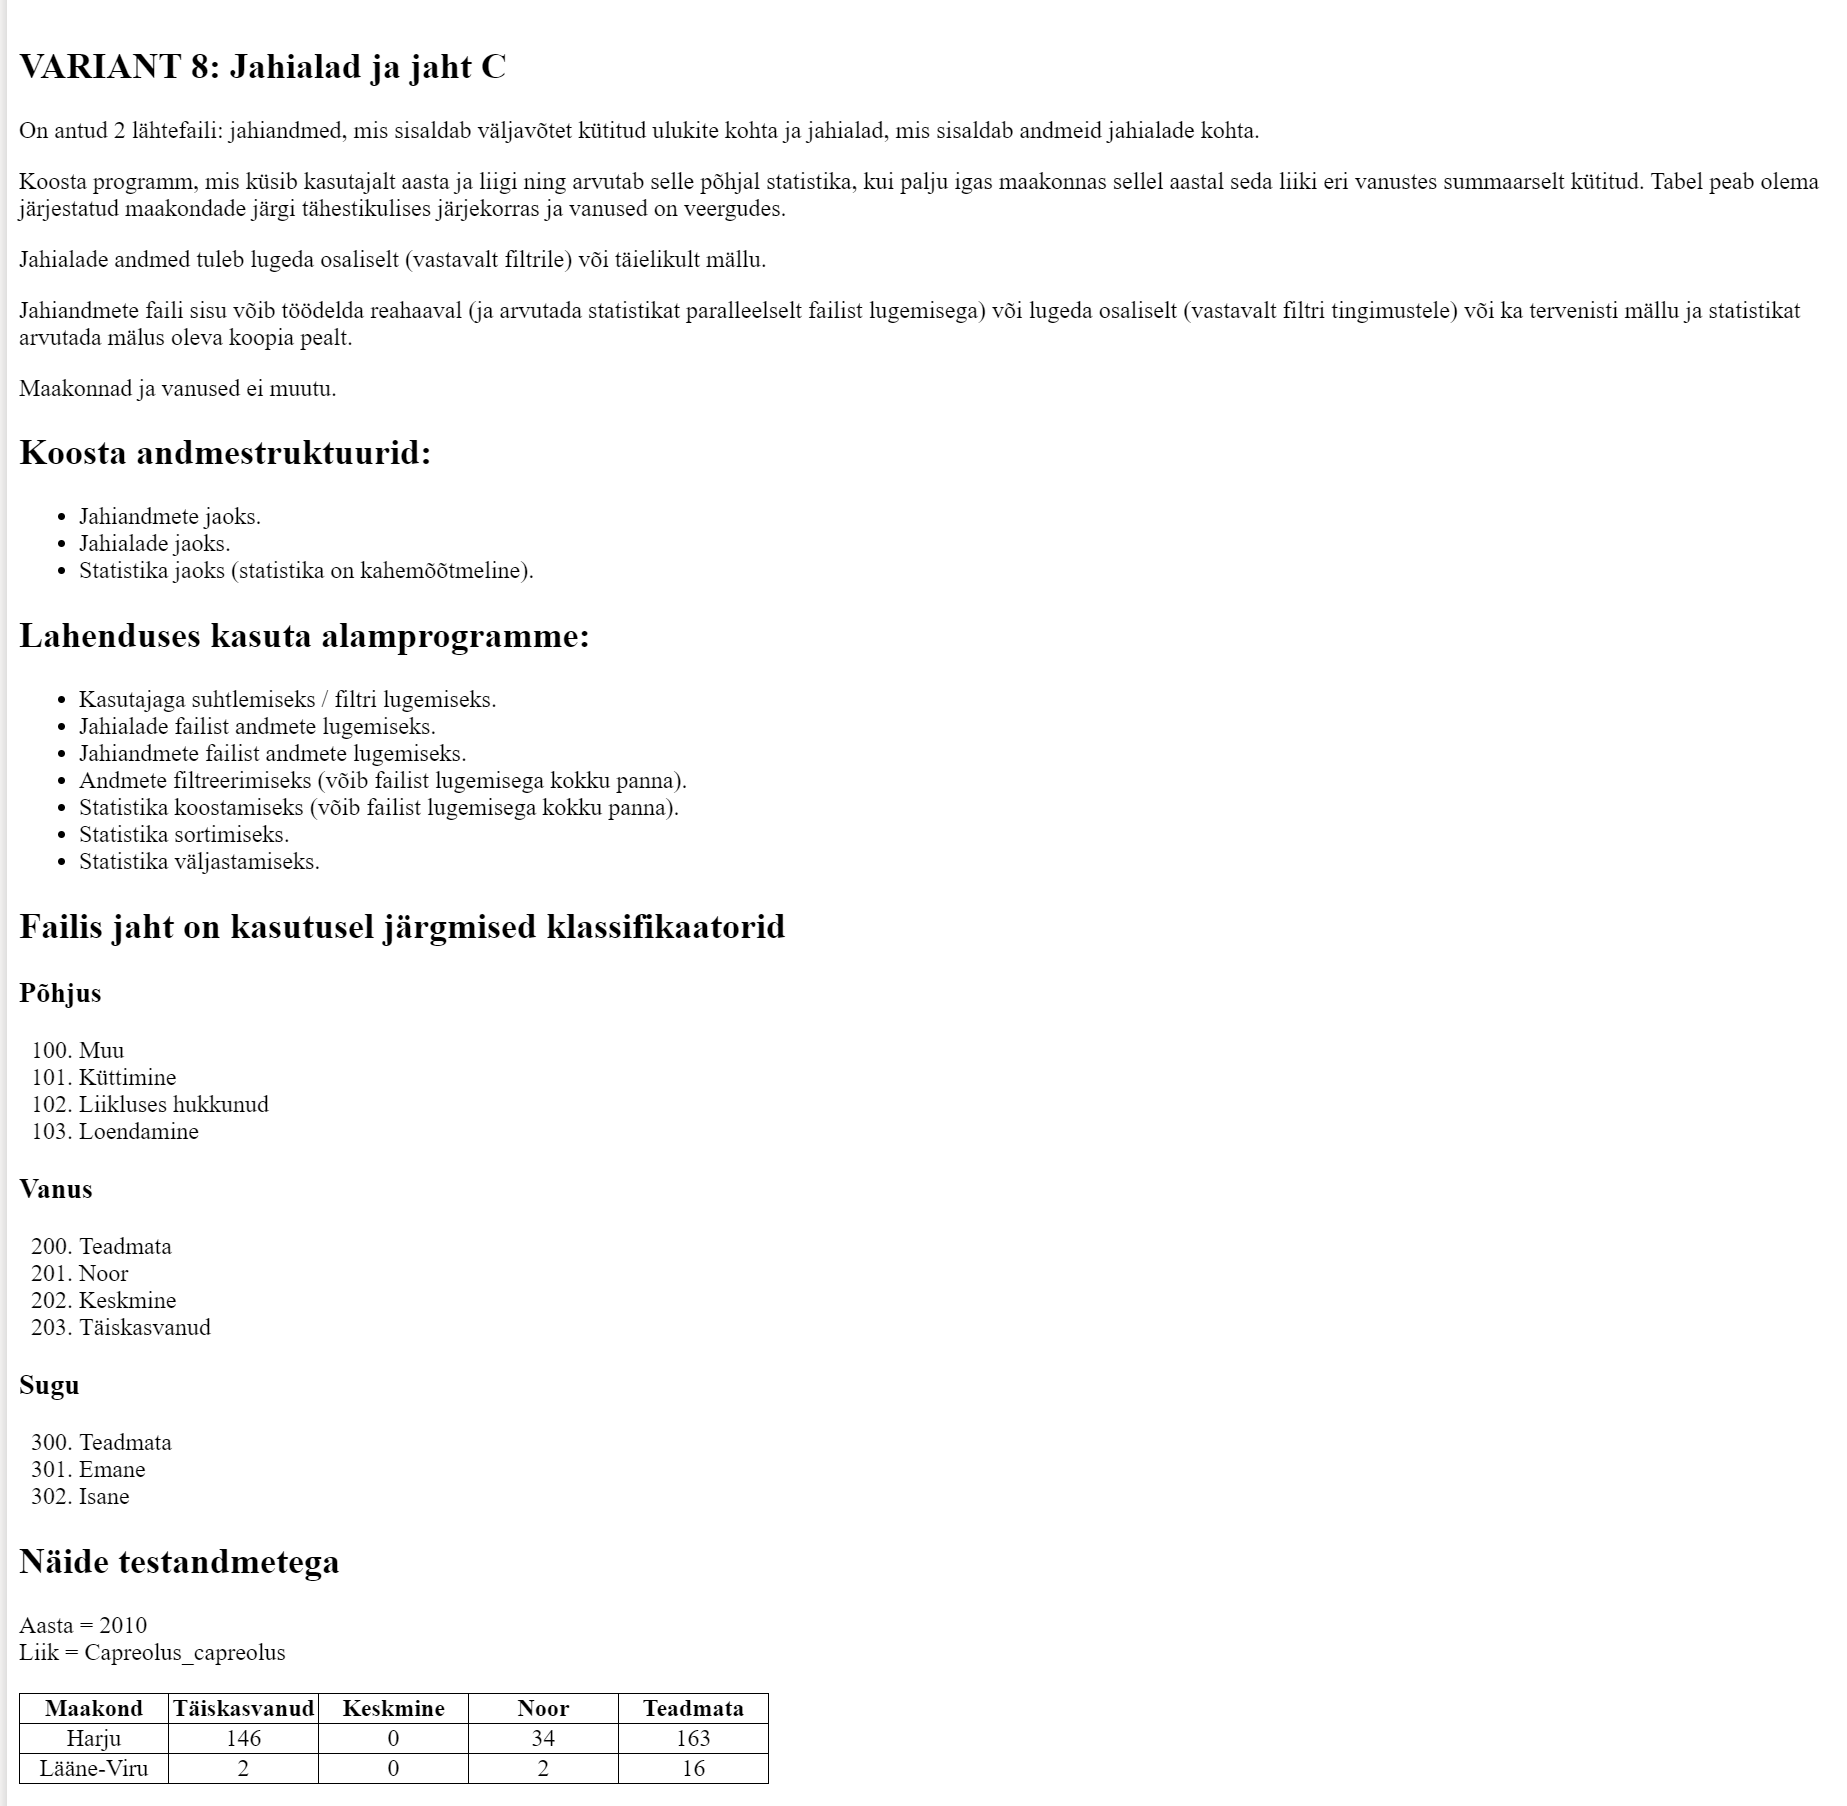 VARIANT 8: Jahialad ja jaht C
On antud 2 lähtefaili: jahiandmed, mis sisaldab väljavõtet kütitud ulukite kohta ja jahialad, mis sisaldab andmeid jahialade kohta.
Koosta programm, mis küsib kasutajalt aasta ja liigi ning arvutab selle põhjal statistika, kui palju igas maakonnas sellel aastal seda liiki eri vanustes summaarselt kütitud. Tabel peab olema
järjestatud maakondade järgi tähestikulises järjekorras ja vanused on veergudes.
Jahialade andmed tuleb lugeda osaliselt (vastavalt filtrile) või täielikult mällu.
Jahiandmete faili sisu võib töödelda reahaaval (ja arvutada statistikat paralleelselt failist lugemisega) või lugeda osaliselt (vastavalt filtri tingimustele) või ka tervenisti mällu ja statistikat
arvutada mälus oleva koopia pealt.
Maakonnad ja vanused ei muutu.
Koosta andmestruktuurid:
• Jahiandmete jaoks.
• Jahialade jaoks.
• Statistika jaoks (statistika on kahemõõtmeline).
Lahenduses kasuta alamprogramme:
• Kasutajaga suhtlemiseks / filtri lugemiseks.
• Jahialade failist andmete lugemiseks.
• Jahiandmete failist andmete lugemiseks.
• Andmete filtreerimiseks (võib failist lugemisega kokku panna).
• Statistika koostamiseks (võib failist lugemisega kokku panna).
• Statistika sortimiseks.
• Statistika väljastamiseks.
Failis jaht on kasutusel järgmised klassifikaatorid
Põhjus
100. Muu
101. Küttimine
102. Liikluses hukkunud
103. Loendamine
Vanus
200. Teadmata
201. Noor
202. Keskmine
203. Täiskasvanud
Sugu
300. Teadmata
301. Emane
302. Isane
Näide testandmetega
Aasta = 2010
Liik = Capreolus_capreolus
Maakond Täiskasvanud Keskmine Noor Teadmata
Harju 146 0 34 163
Lääne-Viru 2 0 2 16